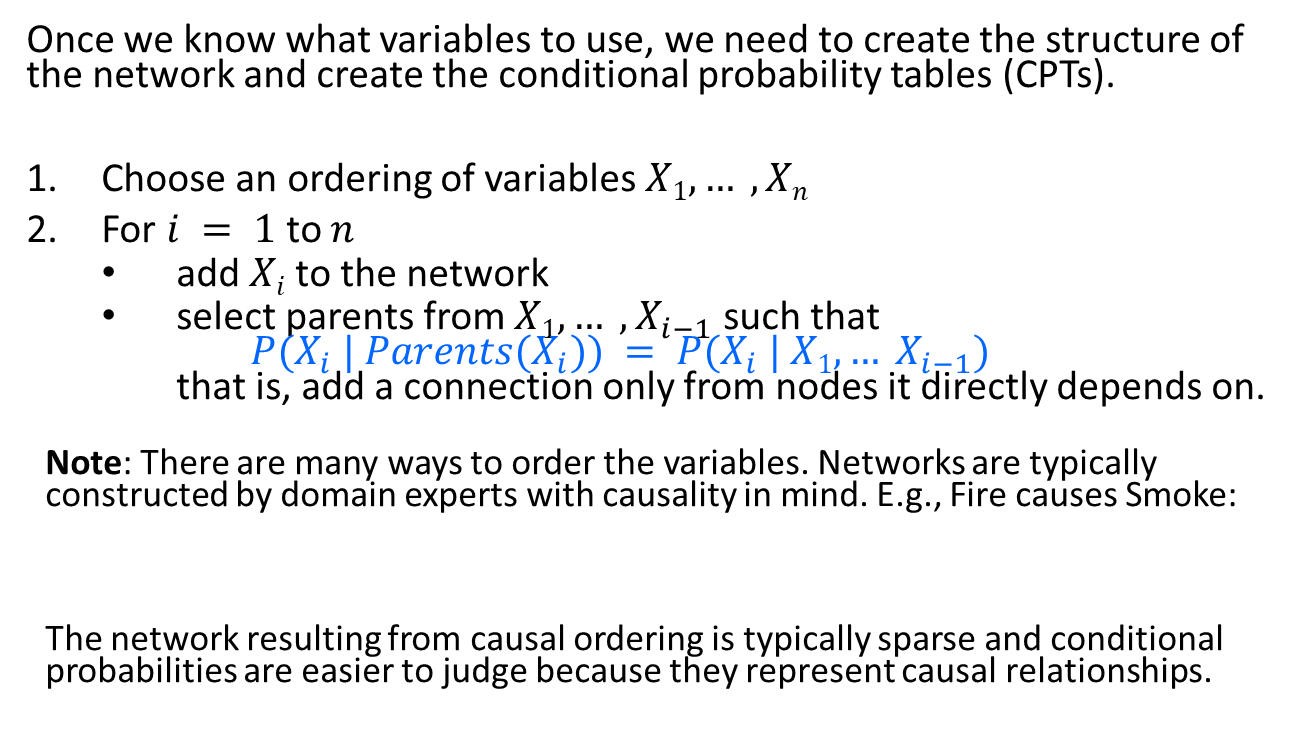 Once we know what variables to use, we need to create the structure of
the network and create the conditional probability tables (CPTs).
1. Choose an ordering of variables X₁, … , Xₙ
2. For i = 1 to n
• add Xᵢ to the network
• select parents from X₁, … , Xᵢ₋₁ such that
P(Xᵢ | Parents(Xᵢ)) = P(Xᵢ | X₁, … Xᵢ₋₁)
that is, add a connection only from nodes it directly depends on.
Note: There are many ways to order the variables. Networks are typically
constructed by domain experts with causality in mind. E.g., Fire causes Smoke:
The network resulting from causal ordering is typically sparse and conditional
probabilities are easier to judge because they represent causal relationships.